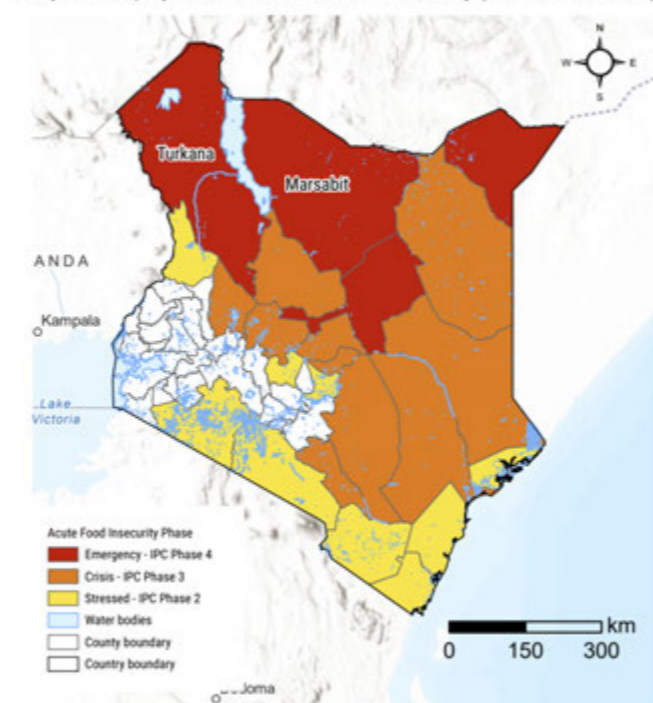 N
W E
S
Turkana
Marsabit
ANDA
Kampala
Lake
Victoria
Acute Food Insecurity Phase
Emergency - IPC Phase 4
Crisis - IPC Phase 3
Stressed - IPC Phase 2
Water bodies
County boundary
Country boundary
km
0 150 300